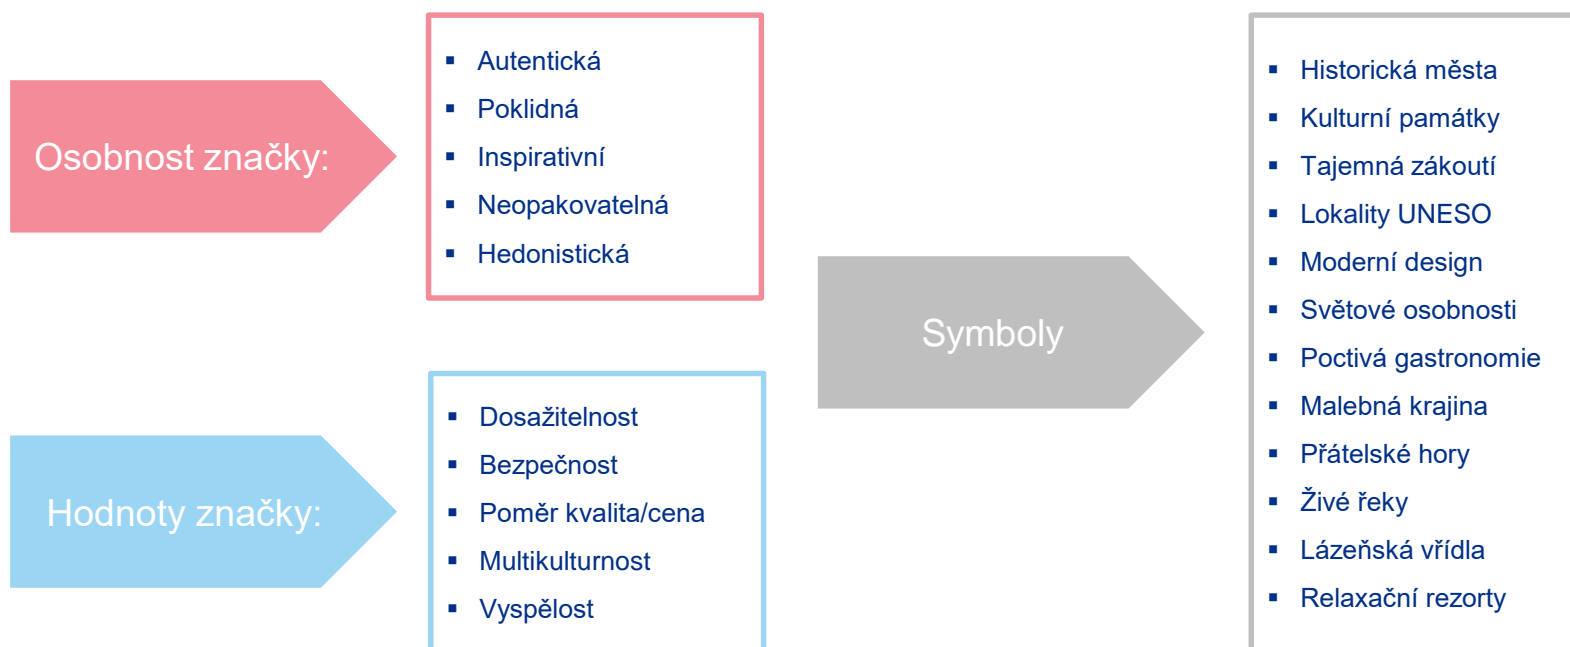 Osobnost značky:
▪ Autentická
▪ Poklidná
▪ Inspirativní
▪ Neopakovatelná
▪ Hedonistická
Hodnoty značky:
▪ Dosažitelnost
▪ Bezpečnost
▪ Poměr kvalita/cena
▪ Multikulturnost
▪ Vyspělost
Symboly
▪ Historická města
▪ Kulturní památky
▪ Tajemná zákoutí
▪ Lokality UNESO
▪ Moderní design
▪ Světové osobnosti
▪ Poctivá gastronomie
▪ Malebná krajina
▪ Přátelské hory
▪ Živé řeky
▪ Lázeňská vřídla
▪ Relaxační rezorty